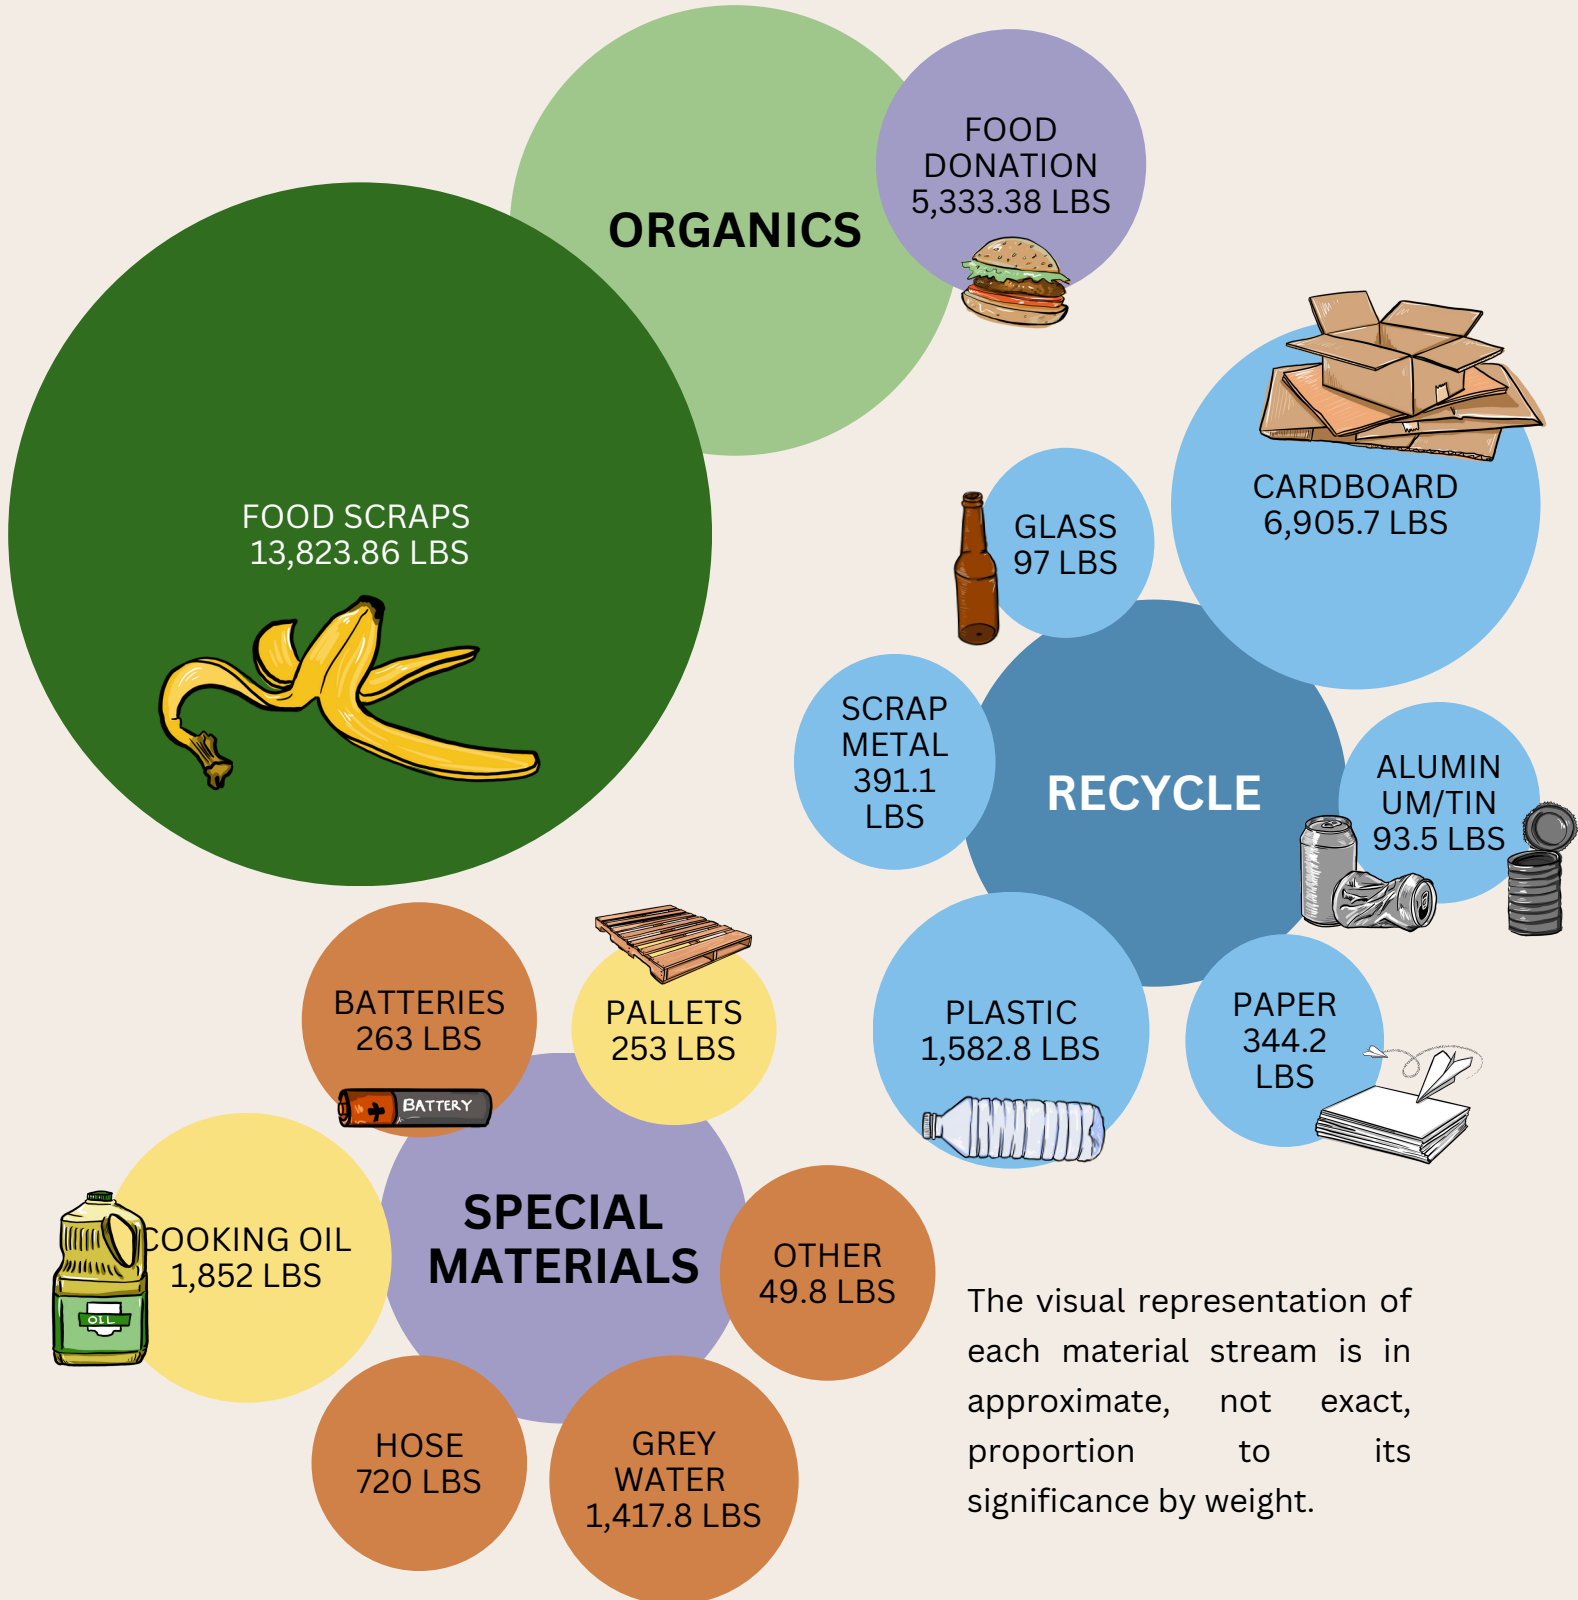 ORGANICS
FOOD
DONATION
5,333.38 LBS
FOOD SCRAPS
13,823.86 LBS
CARDBOARD
6,905.7 LBS
GLASS
97 LBS
SCRAP
METAL
391.1
LBS
RECYCLE
ALUMIN
UM/TIN
93.5 LBS
PLASTIC
1,582.8 LBS
PAPER
344.2
LBS
BATTERIES
263 LBS
BATTERY
PALLETS
253 LBS
SPECIAL
MATERIALS
COOKING OIL
1,852 LBS
OIL
OTHER
49.8 LBS
HOSE
720 LBS
GREY
WATER
1,417.8 LBS
The visual representation of
each material stream is in
approximate, not exact,
proportion to its
significance by weight.